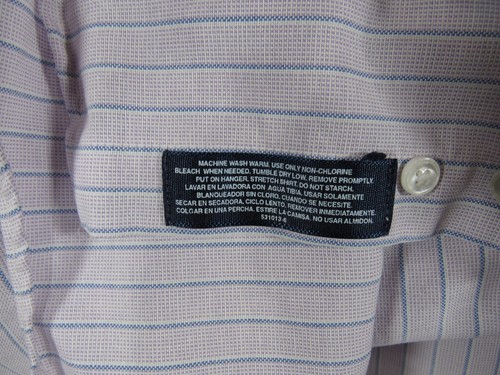 MACHINE WASH WARM. USE ONLY NON-CHLORINE
BLEACH WHEN NEEDED. TUMBLE DRY LOW. REMOVE PROMPTLY.
PUT ON HANGER. STRETCH SHIRT. DO NOT STARCH.
LAVAR EN LAVADORA CON AGUA TIBIA. USAR SOLAMENTE
BLANQUEADOR SIN CLORO, CUANDO SE NECESITE.
SECAR EN SECADORA, CICLO LENTO. REMOVER INMEDIATAMENTE.
COLGAR EN UNA PERCHA. ESTIRE LA CAMISA. NO USAR ALMIDON.
531013-6